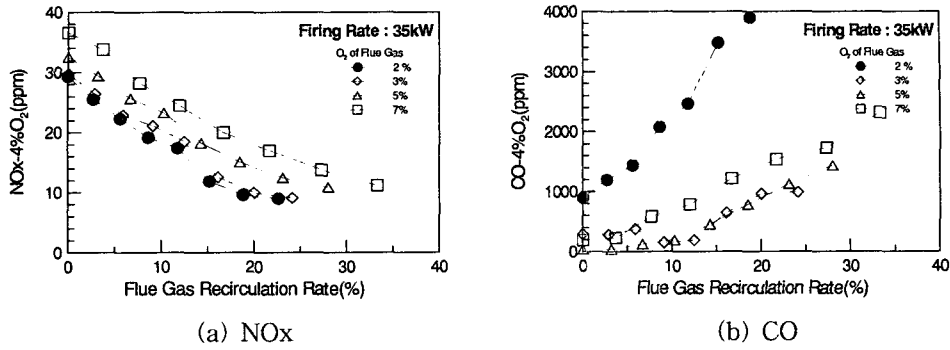 Firing Rate : 35kW
O₂ of Flue Gas
2 %
3%
5%
7%
NOx-4%O₂(ppm)
40
30
20
10
0
0
10
20
30
40
Flue Gas Recirculation Rate(%)
(a) NOx
Firing Rate : 35kW
O₂ of Flue Gas
2 %
3%
5%
7%
CO-4%O₂(ppm)
4000
3000
2000
1000
0
0
10
20
30
40
Flue Gas Recirculation Rate(%)
(b) CO